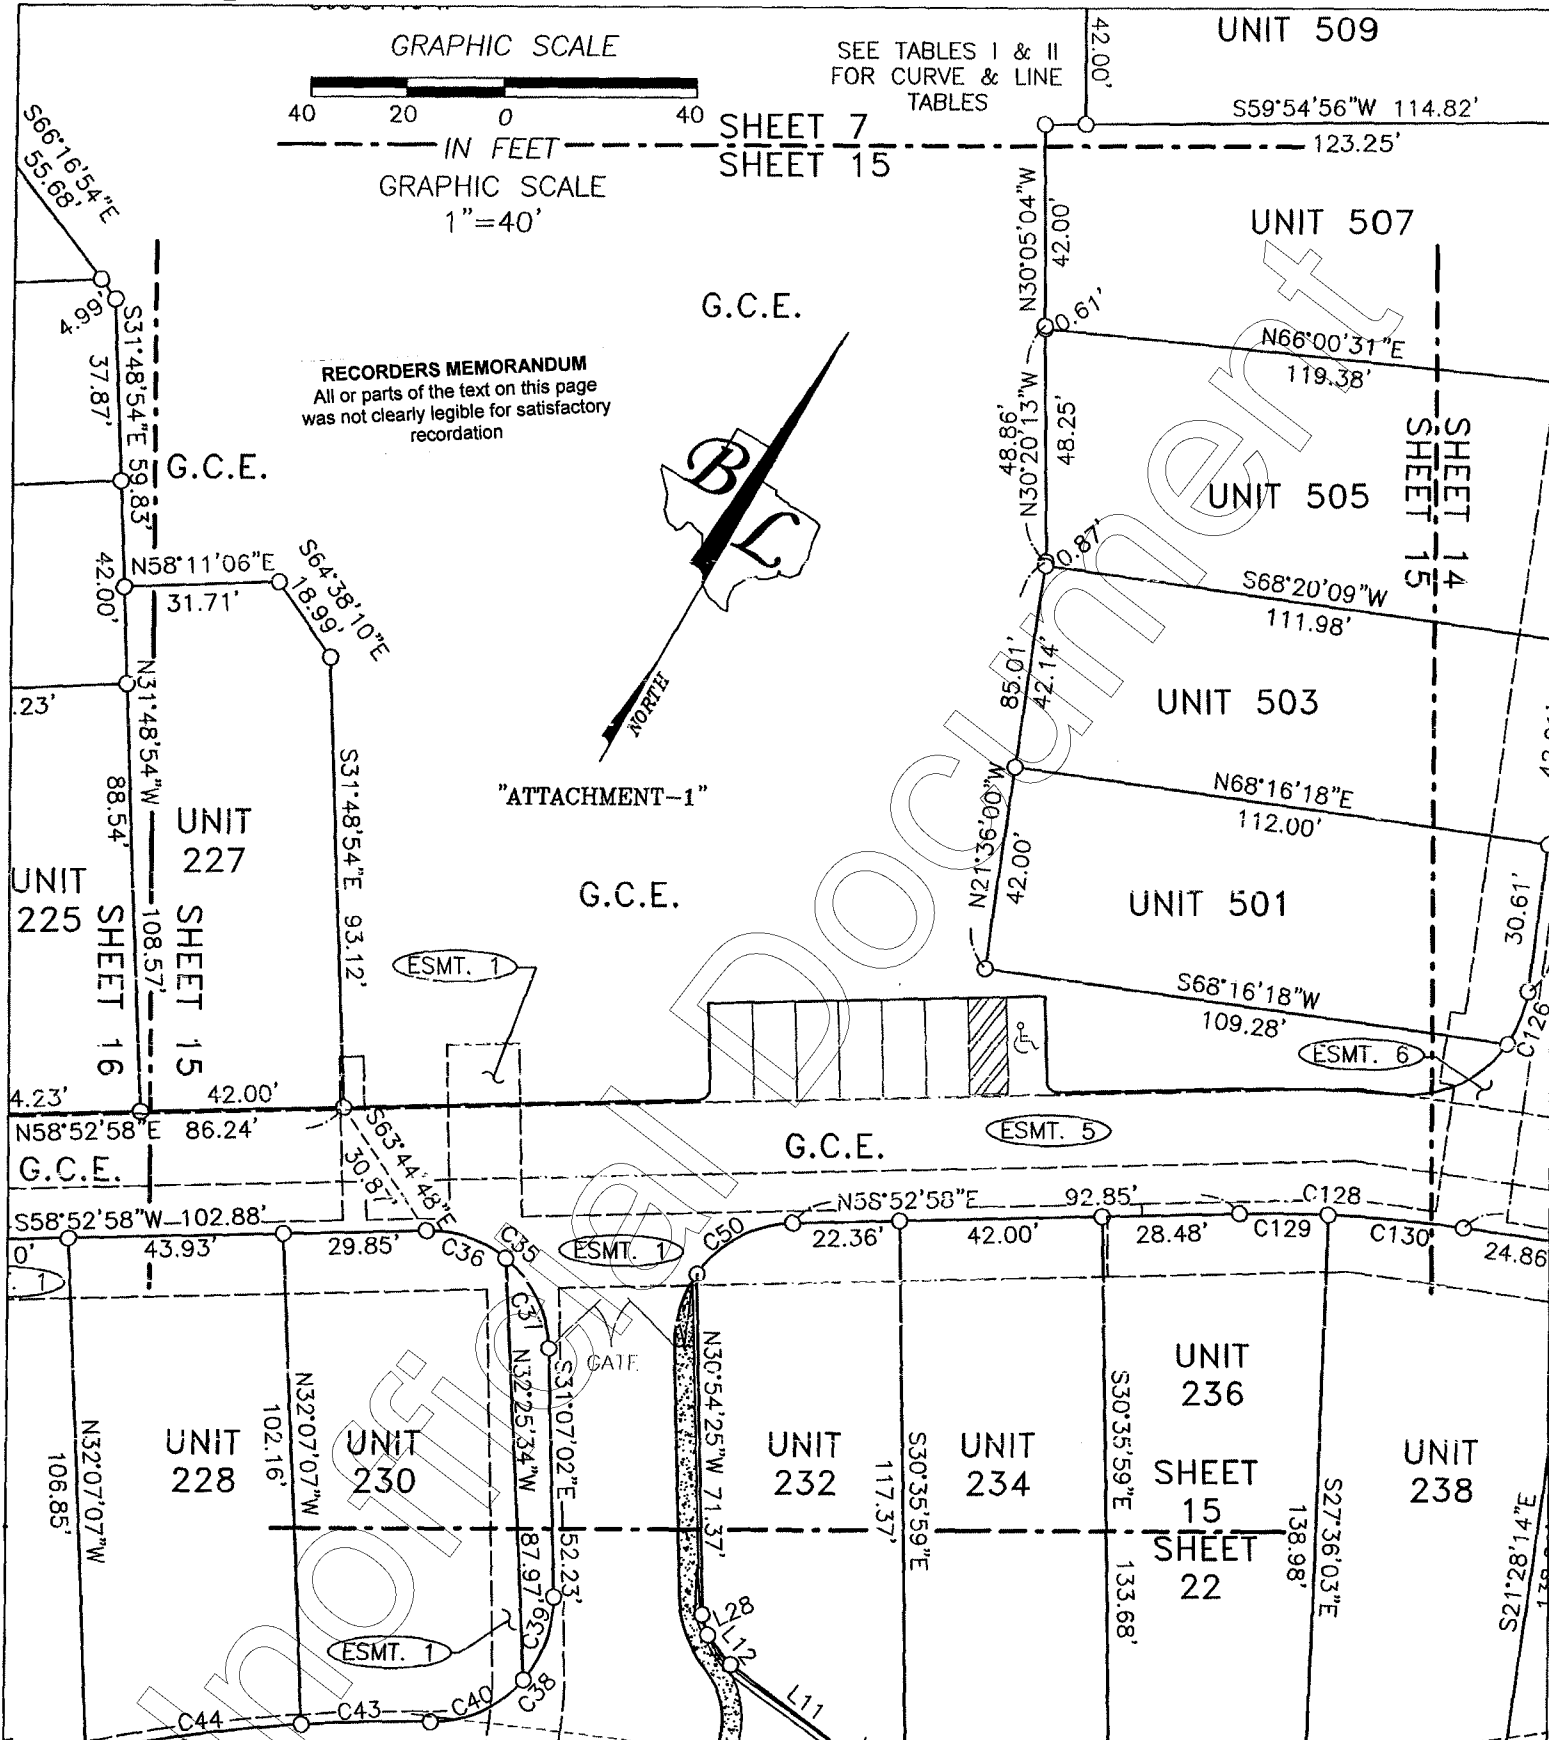 GRAPHIC SCALE
40 20 0 40
IN FEET
GRAPHIC SCALE
1"=40'
SEE TABLES I & II
FOR CURVE & LINE
TABLES
SHEET 7
SHEET 15
42.00'
UNIT 509
S59°54'56"W 114.82'
123.25'
S66°16'54"E
55.68'
4.99'
S31°48'54"E 59.83'
37.87'
G.C.E.
RECORDERS MEMORANDUM
All or parts of the text on this page
was not clearly legible for satisfactory
recordation
G.C.E.
N30°05'04"W
42.00'
UNIT 507
0.61'
N66°00'31"E
119.38'
48.86'
N30°20'13"W
48.25'
UNIT 505
SHEET 14
SHEET 15
0.87'
S68°20'09"W
111.98'
B
L
NORTH
"ATTACHMENT-1"
42.00'
N58°11'06"E
31.71'
S64°38'10"E
18.99'
.23'
N31°48'54"W
108.57'
88.54'
UNIT
227
S31°48'54"E 93.12'
85.01'
42.14'
UNIT 503
N68°16'18"E
112.00'
N21°36'00"W
42.00'
UNIT
225
SHEET 16
SHEET 15
G.C.E.
UNIT 501
30.61'
ESMT. 1
S68°16'18"W
109.28'
C126
ESMT. 6
4.23'
42.00'
N58°52'58"E 86.24'
G.C.E.
S63°44'48"E
30.87'
G.C.E.
ESMT. 5
S58°52'58"W 102.88'
0'
43.93'
29.85'
C36
C35
ESMT. 1
C50
N58°52'58"E 92.85'
22.36'
42.00'
28.48'
C128
C129
C130
24.86
1
C37
GATE
N32°07'07"W
106.85'
UNIT
228
N32°07'07"W
102.16'
UNIT
230
N32°25'34"W 87.97'
S31°07'02"E 52.23'
N30°54'25"W 71.37'
UNIT
232
S30°35'59"E
117.37'
UNIT
234
S30°35'59"E 133.68'
UNIT
236
SHEET
15
SHEET
22
S27°36'03"E
138.98'
UNIT
238
S21°28'14"E
ESMT. 1
C39
C38
L28
L12
L11
C44
C43
C40
Unofficial Document